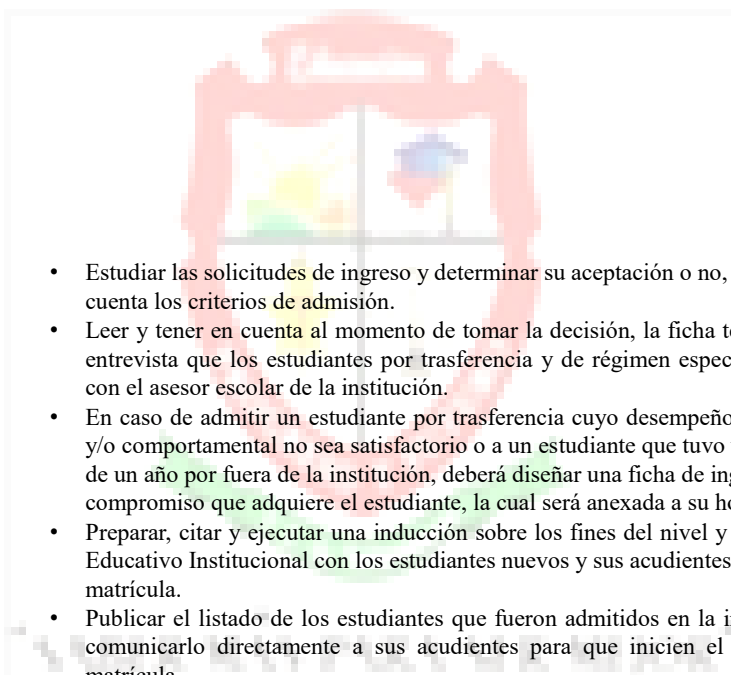 • Estudiar las solicitudes de ingreso y determinar su aceptación o no,
cuenta los criterios de admisión.
• Leer y tener en cuenta al momento de tomar la decisión, la ficha
entrevista que los estudiantes por trasferencia y de régimen
con el asesor escolar de la institución.
• En caso de admitir un estudiante por trasferencia cuyo desempeño
y/o comportamental no sea satisfactorio o a un estudiante que tuvo
de un año por fuera de la institución, deberá diseñar una ficha de
compromiso que adquiere el estudiante, la cual será anexada a su
• Preparar, citar y ejecutar una inducción sobre los fines del nivel y
Educativo Institucional con los estudiantes nuevos y sus acudientes
matrícula.
• Publicar el listado de los estudiantes que fueron admitidos en la
comunicarlo directamente a sus acudientes para que inicien el
matrícula.